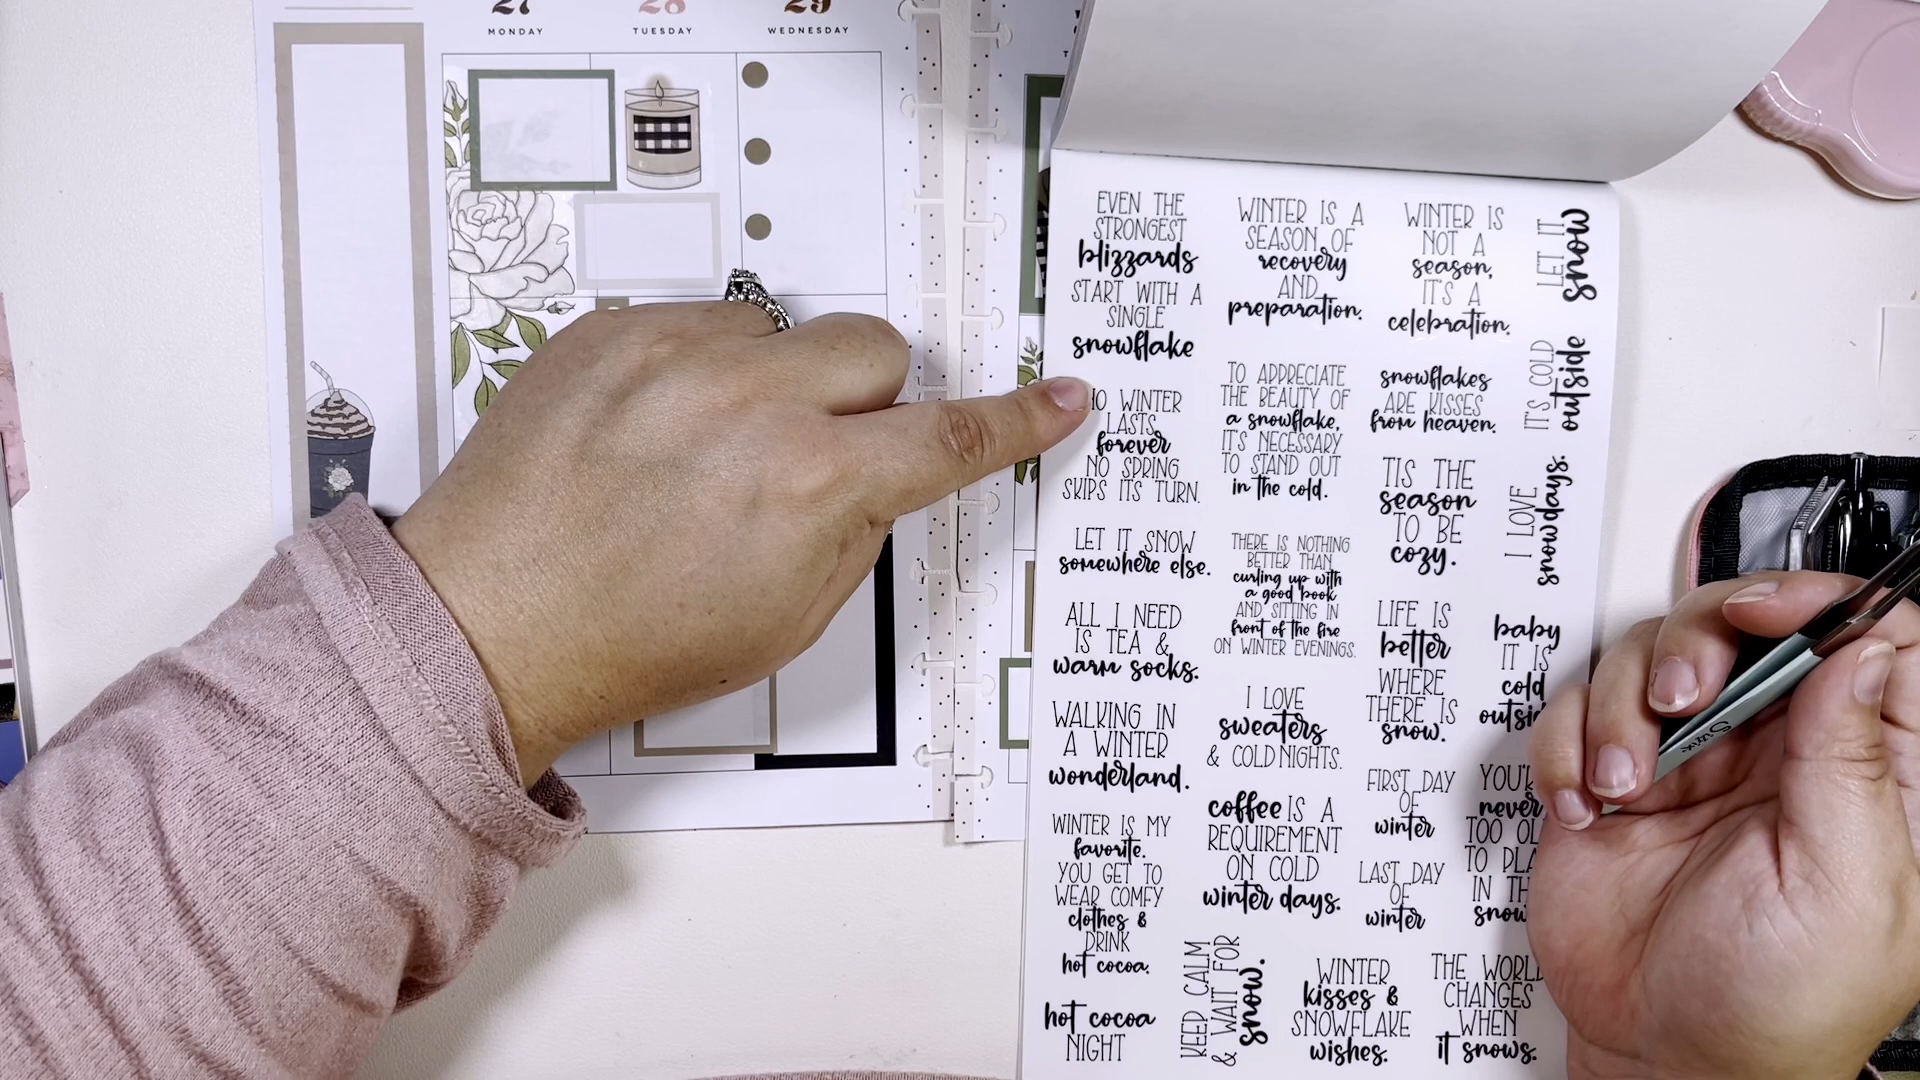 27
28
29
MONDAY
TUESDAY
WEDNESDAY
EVEN THE
STRONGEST
blizzards
START WITH A
SINGLE
snowflake
WINTER
LASTS
forever
NO SPRING
SKIPS ITS TURN.
LET IT SNOW
somewhere else.
ALL I NEED
IS TEA &
warm socks.
WALKING IN
A WINTER
wonderland.
WINTER IS MY
favorite.
YOU GET TO
WEAR COMFY
clothes &
DRINK
hot cocoa.
hot cocoa
NIGHT
WINTER IS A
SEASON OF
recovery
AND
preparation.
TO APPRECIATE
THE BEAUTY OF
a snowflake,
IT'S NECESSARY
TO STAND OUT
in the cold.
THERE IS NOTHING
BETTER THAN
curling up with
a good book
AND SITTING IN
front of the fire
ON WINTER EVENINGS.
I LOVE
sweaters
& COLD NIGHTS.
coffee IS A
REQUIREMENT
ON COLD
winter days.
KEEP CALM
& WAIT FOR
snow.
WINTER IS
NOT A
season,
IT'S A
celebration.
snowflakes
ARE KISSES
from heaven.
TIS THE
season
TO BE
cozy.
LIFE IS
better
WHERE
THERE IS
snow.
FIRST DAY
OF
winter
LAST DAY
OF
winter
WINTER
kisses &
SNOWFLAKE
wishes.
LET IT
snow
IT'S COLD
outside
I LOVE
snowdays.
baby
IT IS
cold
never
TOO
TO
IN
THE
CHANGES
WHEN
it snows.